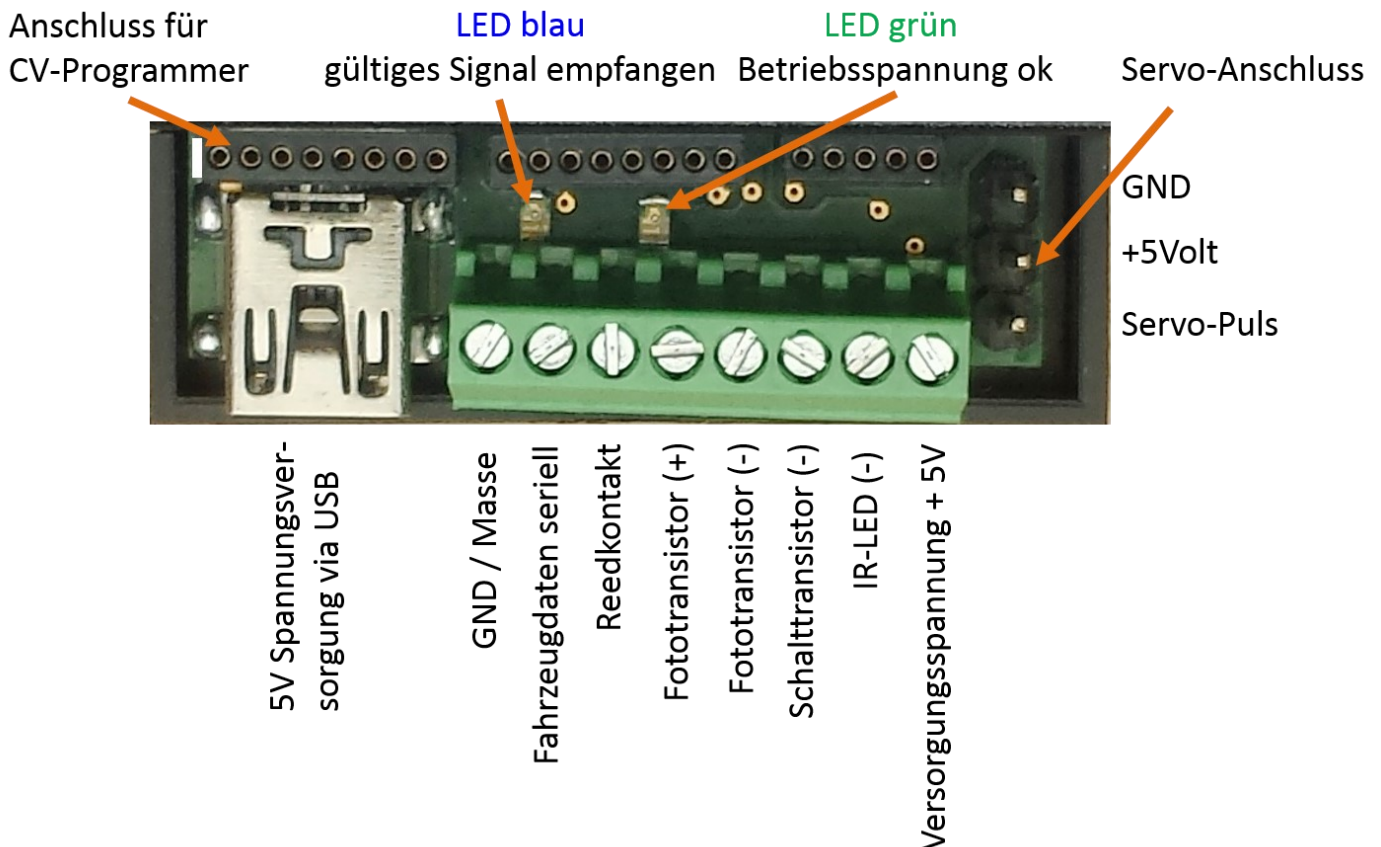 Anschluss für
CV-Programmer
LED blau
gültiges Signal empfangen
LED grün
Betriebsspannung ok
Servo-Anschluss
GND
+5Volt
Servo-Puls
5V Spannungsver-
sorgung via USB
GND / Masse
Fahrzeugdaten seriell
Reedkontakt
Fototransistor (+)
Fototransistor (-)
Schalttransistor (-)
IR-LED (-)
Versorgungsspannung + 5V